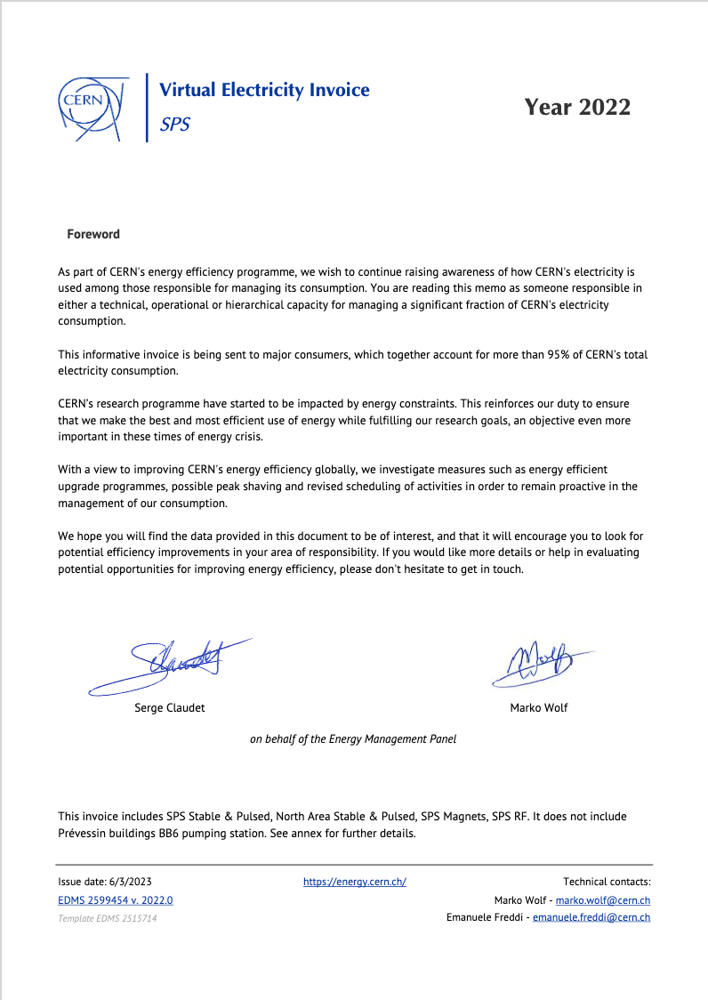 CERN
Virtual Electricity Invoice
SPS
Year 2022
Foreword
As part of CERN's energy efficiency programme, we wish to continue raising awareness of how CERN's electricity is
used among those responsible for managing its consumption. You are reading this memo as someone responsible in
either a technical, operational or hierarchical capacity for managing a significant fraction of CERN's electricity
consumption.
This informative invoice is being sent to major consumers, which together account for more than 95% of CERN's total
electricity consumption.
CERN's research programme have started to be impacted by energy constraints. This reinforces our duty to ensure
that we make the best and most efficient use of energy while fulfilling our research goals, an objective even more
important in these times of energy crisis.
With a view to improving CERN's energy efficiency globally, we investigate measures such as energy efficient
upgrade programmes, possible peak shaving and revised scheduling of activities in order to remain proactive in the
management of our consumption.
We hope you will find the data provided in this document to be of interest, and that it will encourage you to look for
potential efficiency improvements in your area of responsibility. If you would like more details or help in evaluating
potential opportunities for improving energy efficiency, please don't hesitate to get in touch.
SClaudet
MWolf
Serge Claudet
Marko Wolf
on behalf of the Energy Management Panel
This invoice includes SPS Stable & Pulsed, North Area Stable & Pulsed, SPS Magnets, SPS RF. It does not include
Prévessin buildings BB6 pumping station. See annex for further details.
Issue date: 6/3/2023
https://energy.cern.ch/
Technical contacts:
EDMS 2599454 v. 2022.0
Marko Wolf - marko.wolf@cern.ch
Template EDMS 2515714
Emanuele Freddi - emanuele.freddi@cern.ch